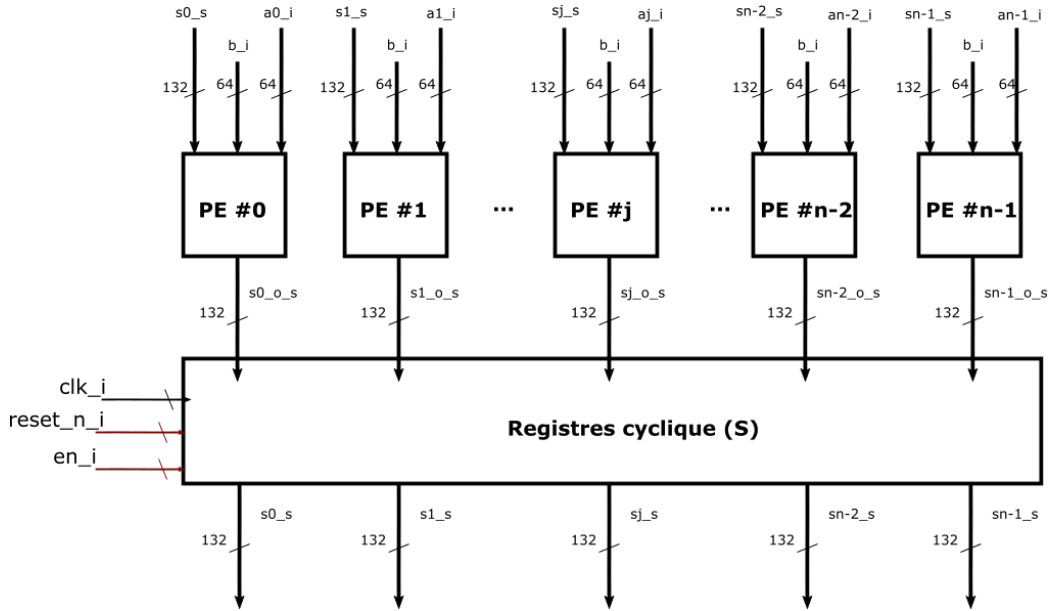 s0_s a0_i s1_s a1_i sj_s aj_i sn-2_s an-2_i sn-1_s an-1_i
b_i b_i b_i b_i b_i
132 64 64 132 64 64 132 64 64 132 64 64 132 64 64
PE #0 PE #1 ... PE #j ... PE #n-2 PE #n-1
s0_o_s s1_o_s sj_o_s sn-2_o_s sn-1_o_s
132 132 132 132 132
clk_i
reset_n_i
Registres cyclique (S)
en_i
s0_s s1_s sj_s sn-2_s sn-1_s
132 132 132 132 132